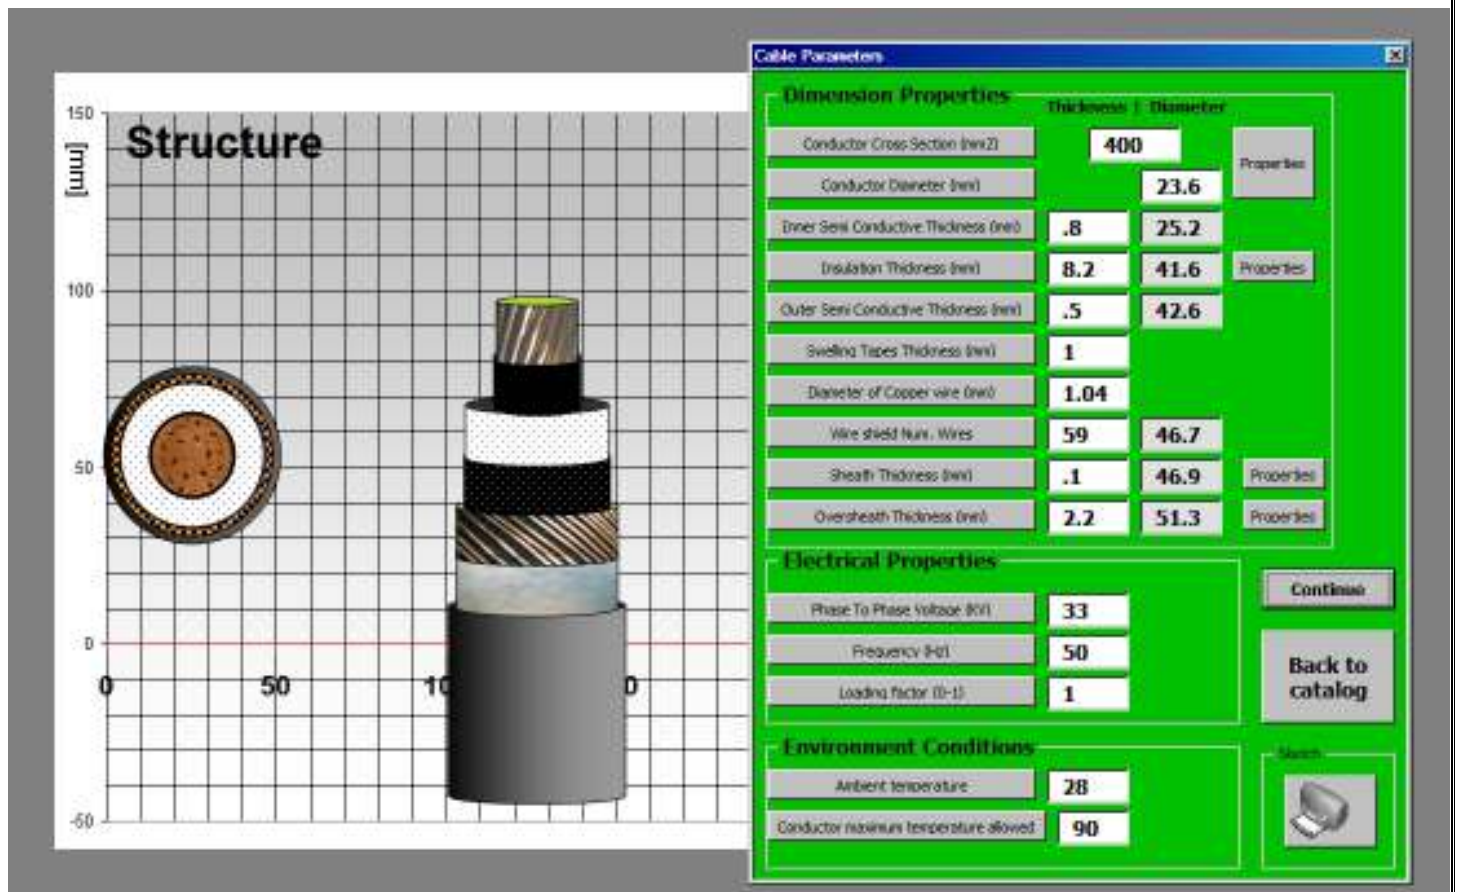 Cable Parameters
Dimension Properties
Thickness | Diameter
Conductor Cross Section (mm2) 400 Properties
Conductor Diameter (mm) 23.6
Inner Semi Conductive Thickness (mm) .8 25.2
Insulation Thickness (mm) 8.2 41.6 Properties
Outer Semi Conductive Thickness (mm) .5 42.6
Swelling Tapes Thickness (mm) 1
Diameter of Copper wire (mm) 1.04
Wire shield Num. Wires 59 46.7
Sheath Thickness (mm) .1 46.9 Properties
Oversheath Thickness (mm) 2.2 51.3 Properties
Electrical Properties
Phase To Phase Voltage (KV) 33
Frequency (Hz) 50
Loading factor (0-1) 1
Continue
Back to
catalog
Environment Conditions
Ambient temperature 28
Conductor maximum temperature allowed 90
Sketch
Structure
[mm]
150
100
50
0
-50
0 50 10 0